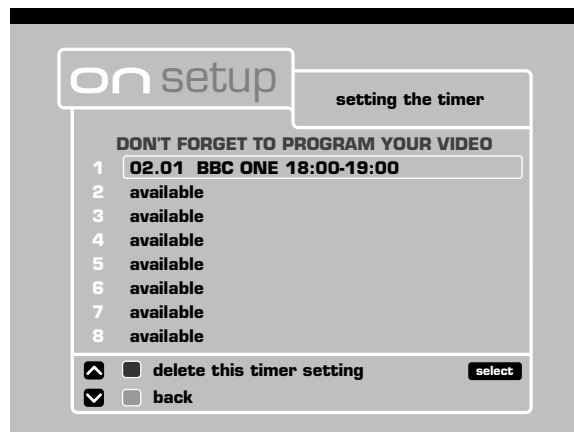 on setup
setting the timer
DON'T FORGET TO PROGRAM YOUR VIDEO
1 02.01 BBC ONE 18:00-19:00
2 available
3 available
4 available
5 available
6 available
7 available
8 available
delete this timer setting select
back